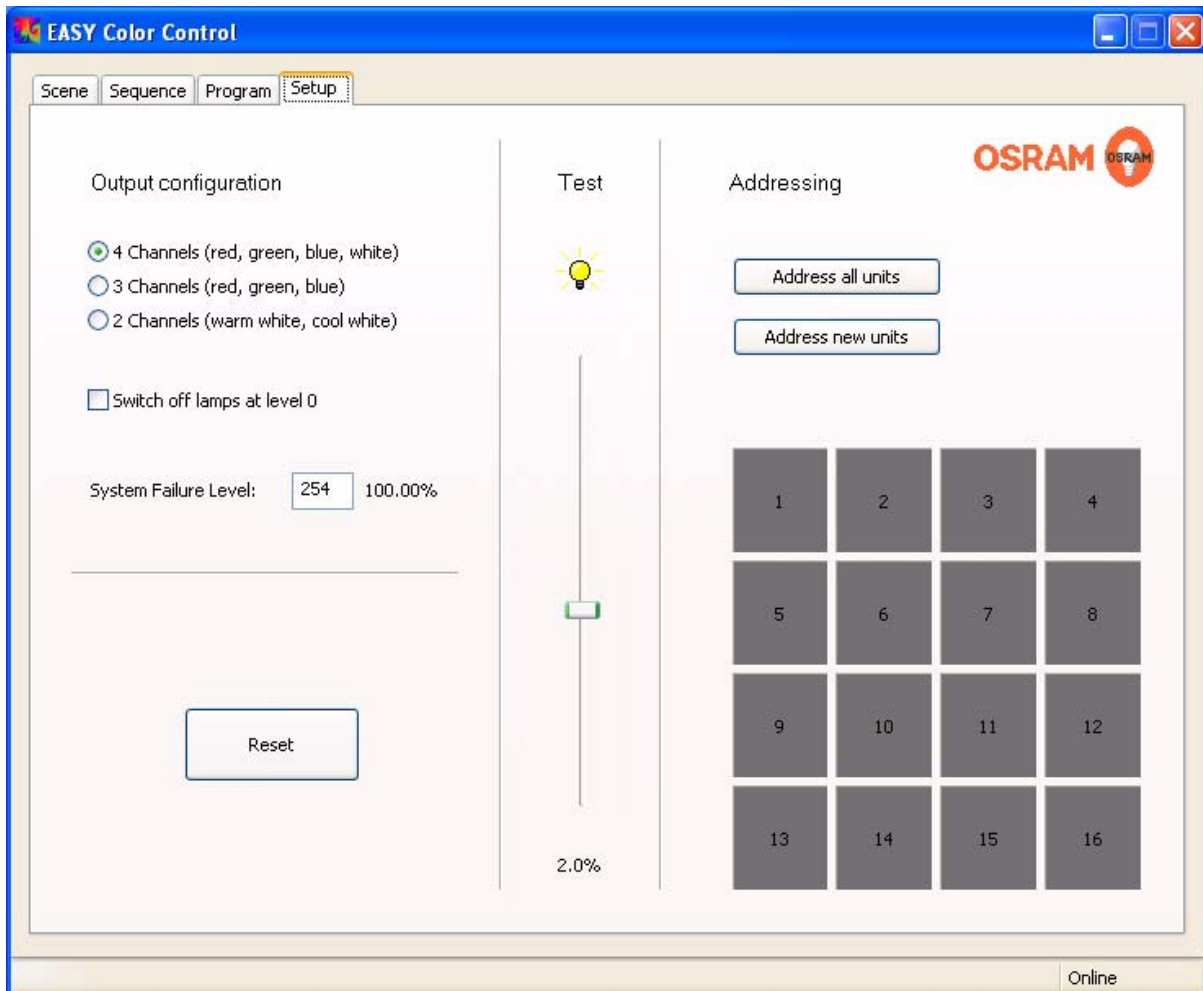 EASY Color Control
Scene Sequence Program Setup
OSRAM OSRAM
Output configuration
4 Channels (red, green, blue, white)
3 Channels (red, green, blue)
2 Channels (warm white, cool white)
Switch off lamps at level 0
System Failure Level: 254 100.00%
Reset
Test
2.0%
Addressing
Address all units
Address new units
1 2 3 4
5 6 7 8
9 10 11 12
13 14 15 16
Online